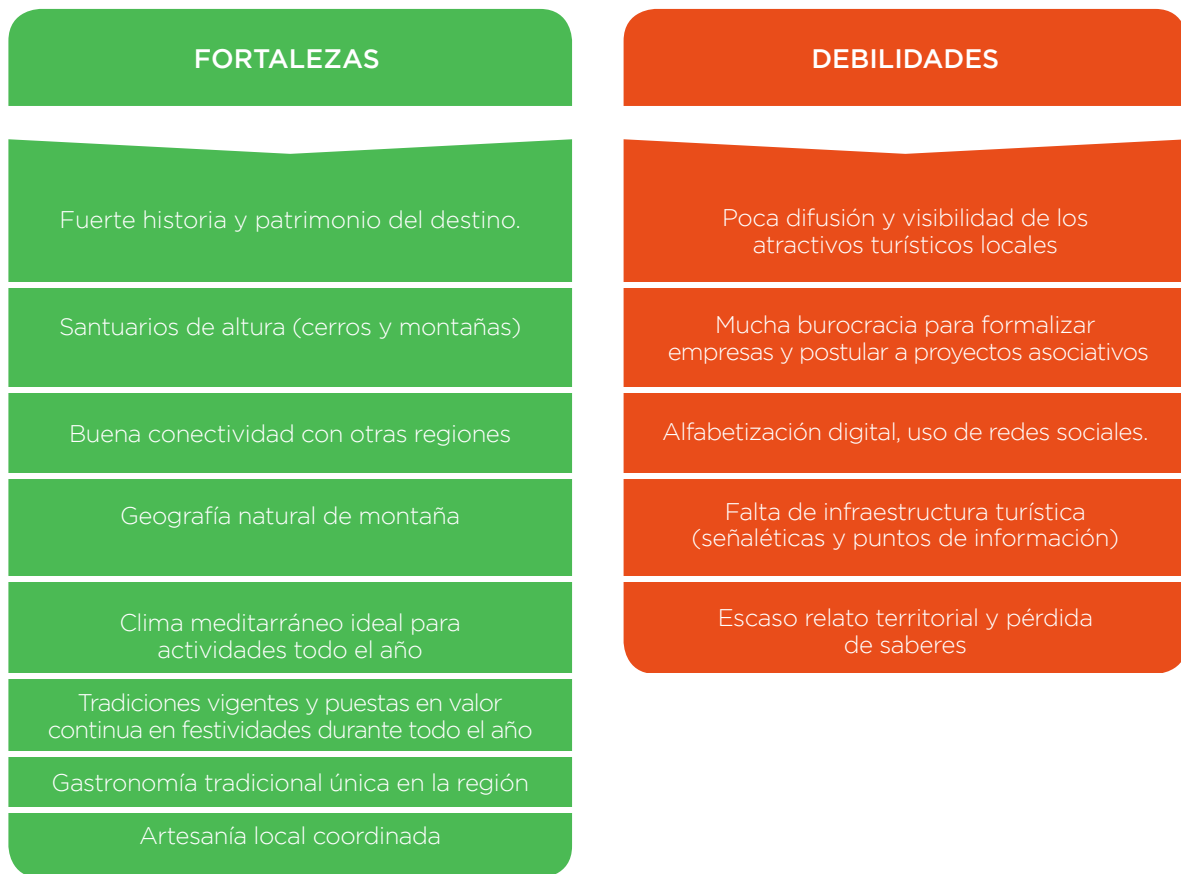 FORTALEZAS
Fuerte historia y patrimonio del destino.
Santuarios de altura (cerros y montañas)
Buena conectividad con otras regiones
Geografía natural de montaña
Clima meditarráneo ideal para
actividades todo el año
Tradiciones vigentes y puestas en valor
continua en festividades durante todo el año
Gastronomía tradicional única en la región
Artesanía local coordinada
DEBILIDADES
Poca difusión y visibilidad de los
atractivos turísticos locales
Mucha burocracia para formalizar
empresas y postular a proyectos asociativos
Alfabetización digital, uso de redes sociales.
Falta de infraestructura turística
(señaléticas y puntos de información)
Escaso relato territorial y pérdida
de saberes